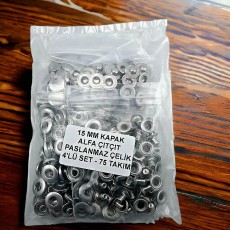 15 MM KAPAK
ALFA ÇITÇIT
PASLANMAZ ÇELİK
4'LÜ SET - 75 TAKIM